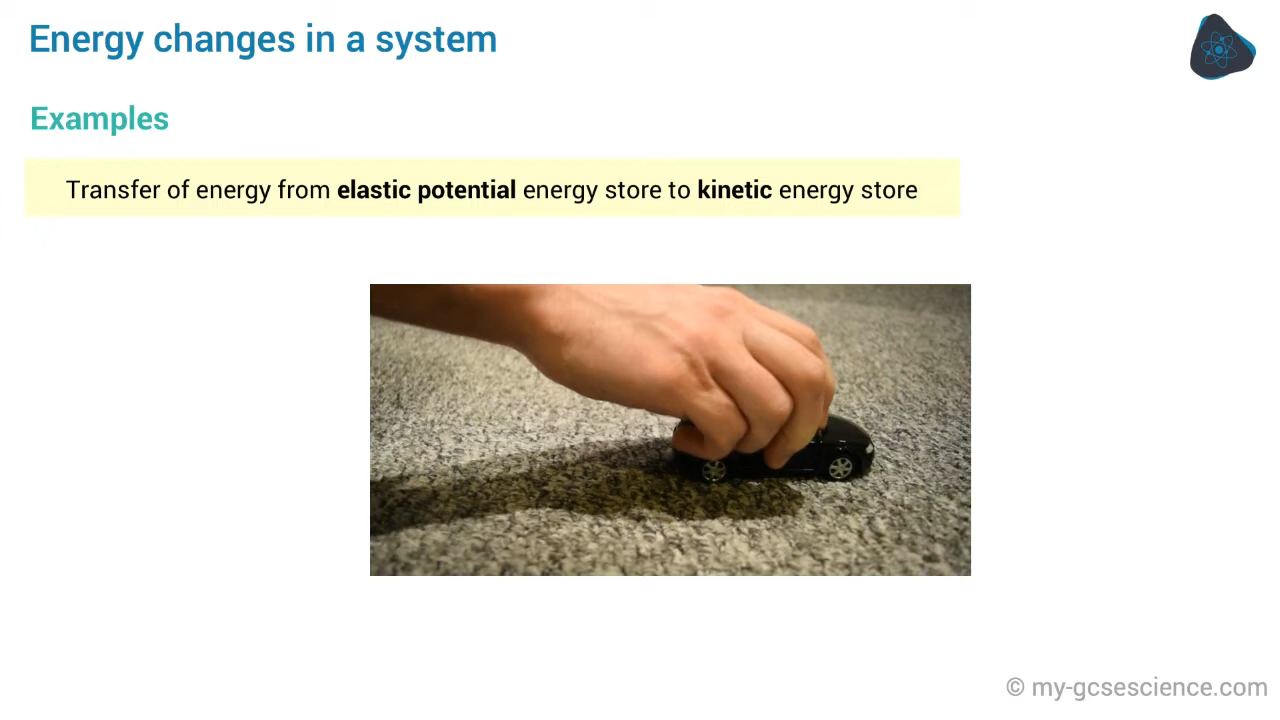 Energy changes in a system
Examples
Transfer of energy from elastic potential energy store to kinetic energy store
© my-gcsescience.com